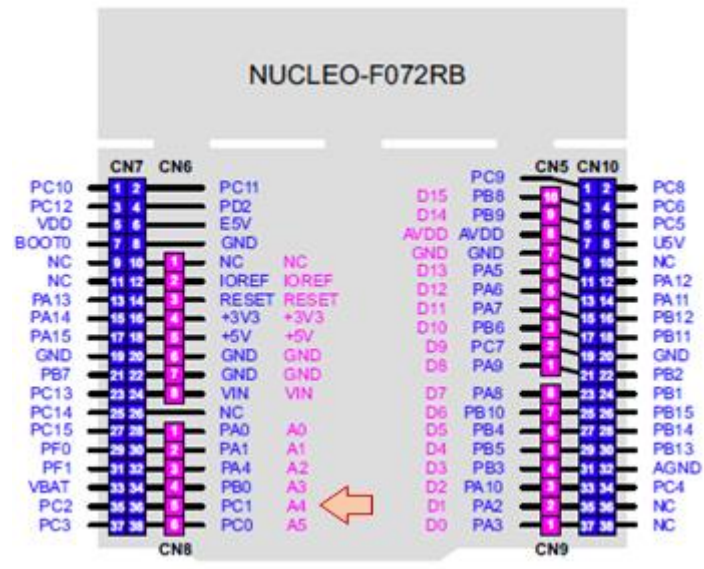 NUCLEO-F072RB
CN7 CN6 CN5 CN10
PC9
PC10 1 2 PC11 D15 PB8 10 1 2 PC8
PC12 3 4 PD2 D14 PB9 9 3 4 PC6
VDD 5 6 E5V AVDD AVDD 8 5 6 PC5
BOOT0 7 8 GND GND GND 7 7 8 U5V
NC 9 10 1 NC NC D13 PA5 6 9 10 NC
NC 11 12 2 IOREF IOREF D12 PA6 5 11 12 PA12
PA13 13 14 3 RESET RESET D11 PA7 4 13 14 PA11
PA14 15 16 4 +3V3 +3V3 D10 PB6 3 15 16 PB12
PA15 17 18 5 +5V +5V D9 PC7 2 17 18 PB11
GND 19 20 6 GND GND D8 PA9 1 19 20 GND
PB7 21 22 7 GND GND 21 22 PB2
PC13 23 24 8 VIN VIN D7 PA8 8 23 24 PB1
PC14 25 26 NC D6 PB10 7 25 26 PB15
PC15 27 28 1 PA0 A0 D5 PB4 6 27 28 PB14
PF0 29 30 2 PA1 A1 D4 PB5 5 29 30 PB13
PF1 31 32 3 PA4 A2 D3 PB3 4 31 32 AGND
VBAT 33 34 4 PB0 A3 D2 PA10 3 33 34 PC4
PC2 35 36 5 PC1 A4 D1 PA2 2 35 36 NC
PC3 37 38 6 PC0 A5 D0 PA3 1 37 38 NC
CN8 CN9